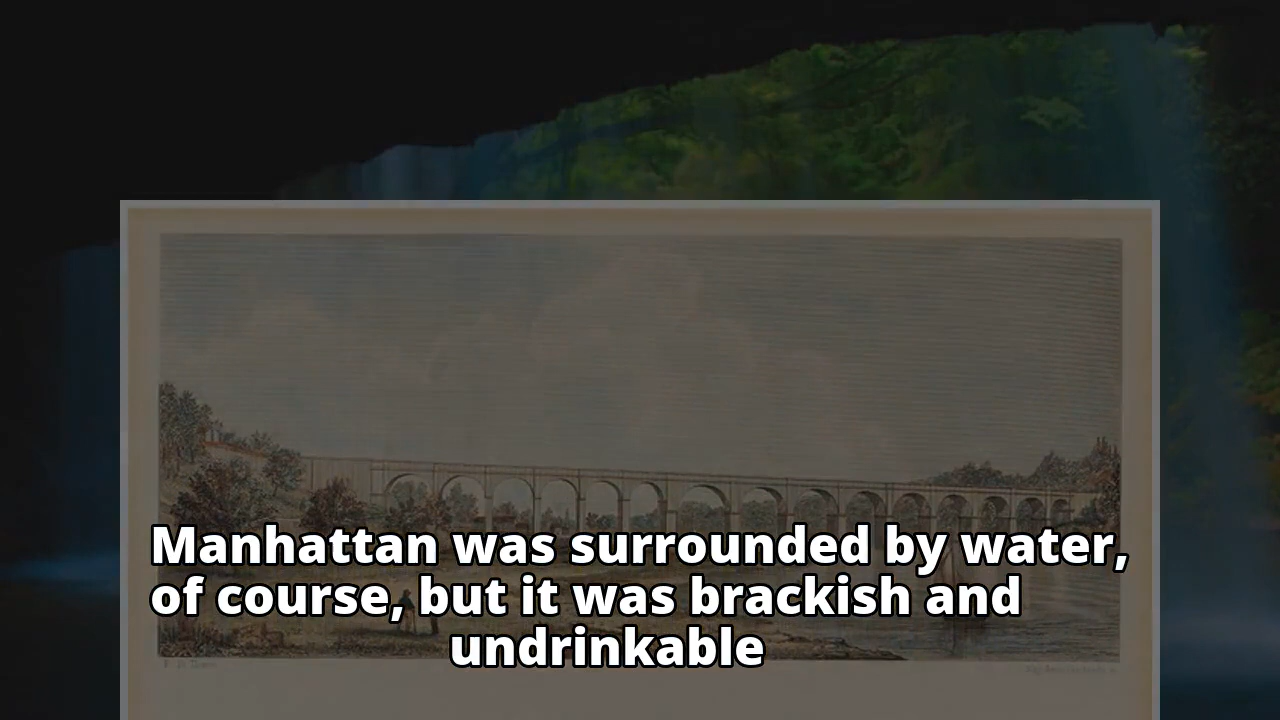 Manhattan was surrounded by water,
of course, but it was brackish and
undrinkable